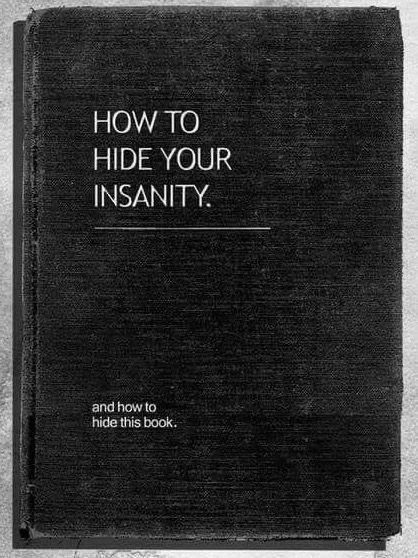 HOW TO
HIDE YOUR
INSANITY.
and how to
hide this book.